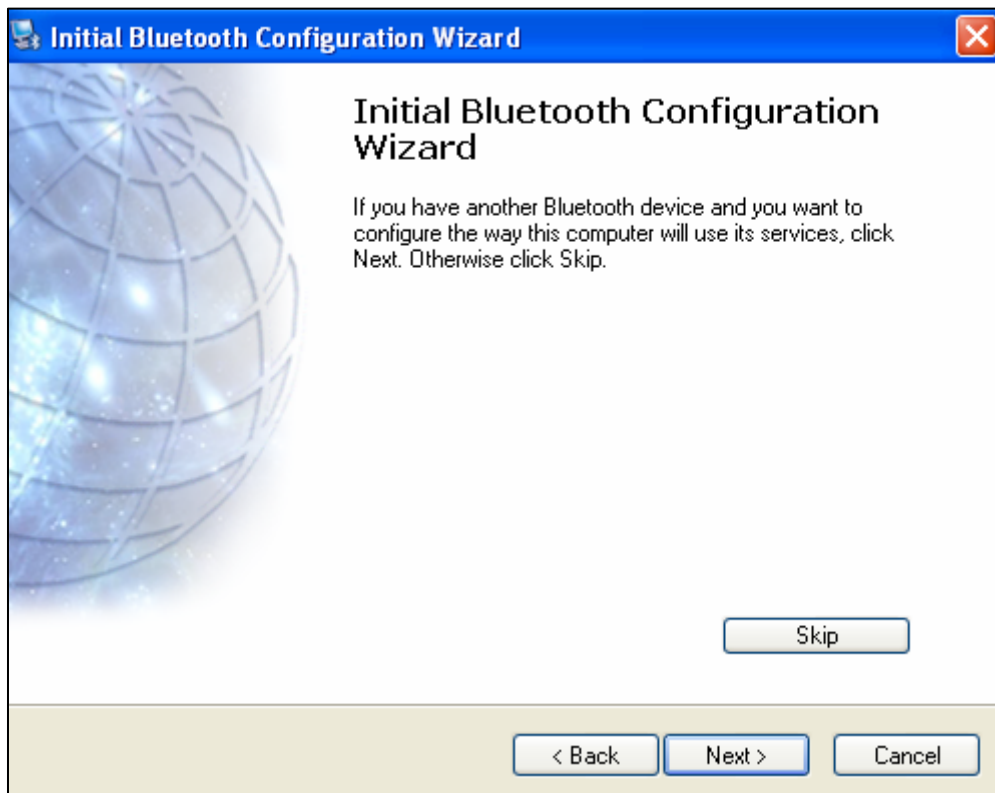 Initial Bluetooth Configuration Wizard
Initial Bluetooth Configuration
Wizard
If you have another Bluetooth device and you want to
configure the way this computer will use its services, click
Next. Otherwise click Skip.
Skip
< Back
Next >
Cancel